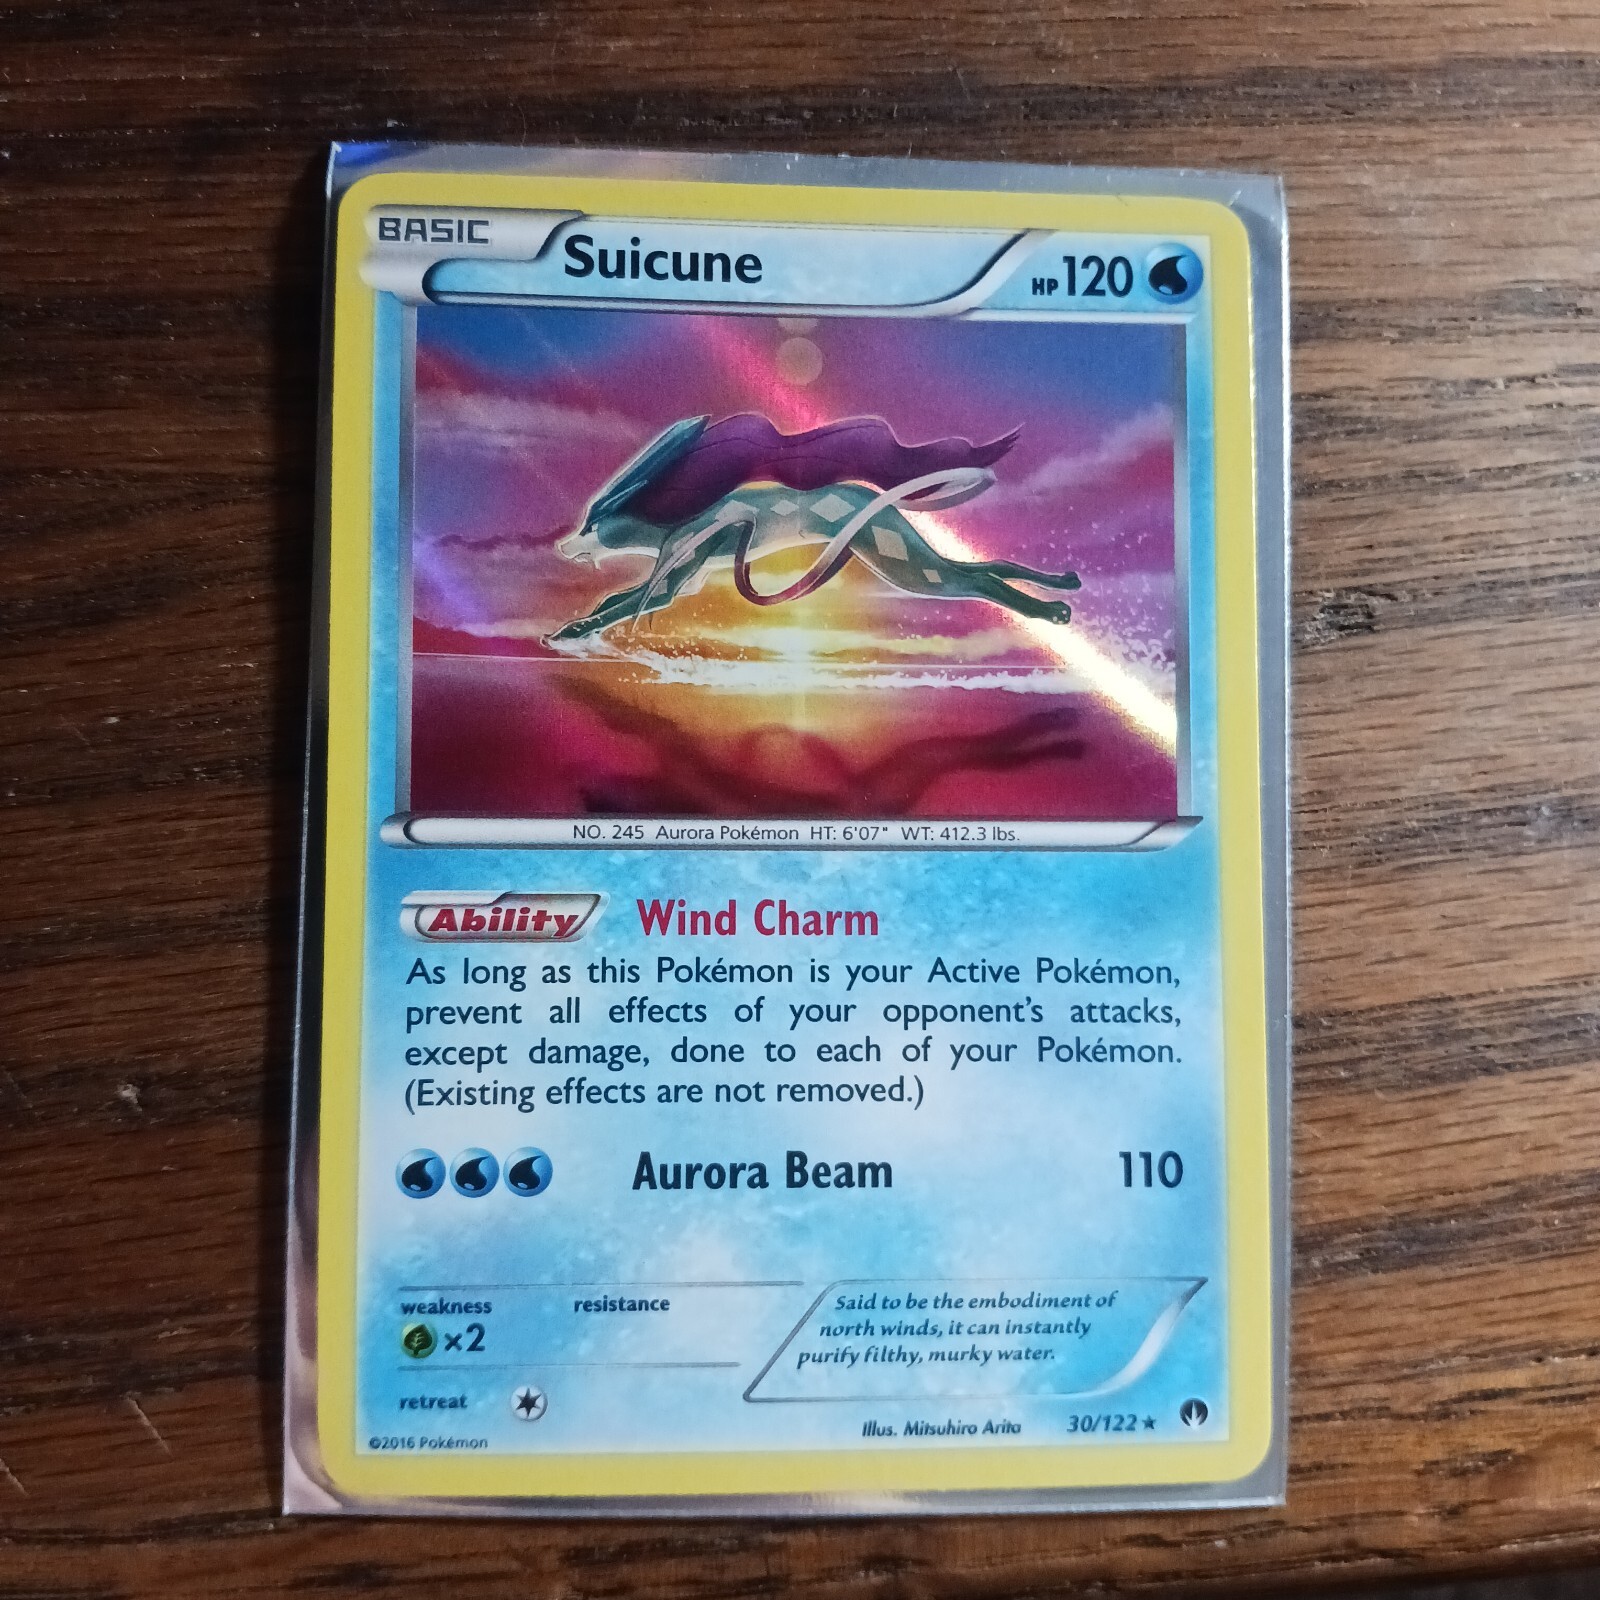 BASIC
Suicune
HP120
NO. 245 Aurora Pokémon HT: 6'07" WT: 412.3 lbs.
Ability Wind Charm
As long as this Pokémon is your Active Pokémon,
prevent all effects of your opponent's attacks,
except damage, done to each of your Pokémon.
(Existing effects are not removed.)
Aurora Beam 110
weakness resistance
×2
retreat
Said to be the embodiment of
north winds, it can instantly
purify filthy, murky water.
Illus. Mitsuhiro Arita 30/122 ★
©2016 Pokémon